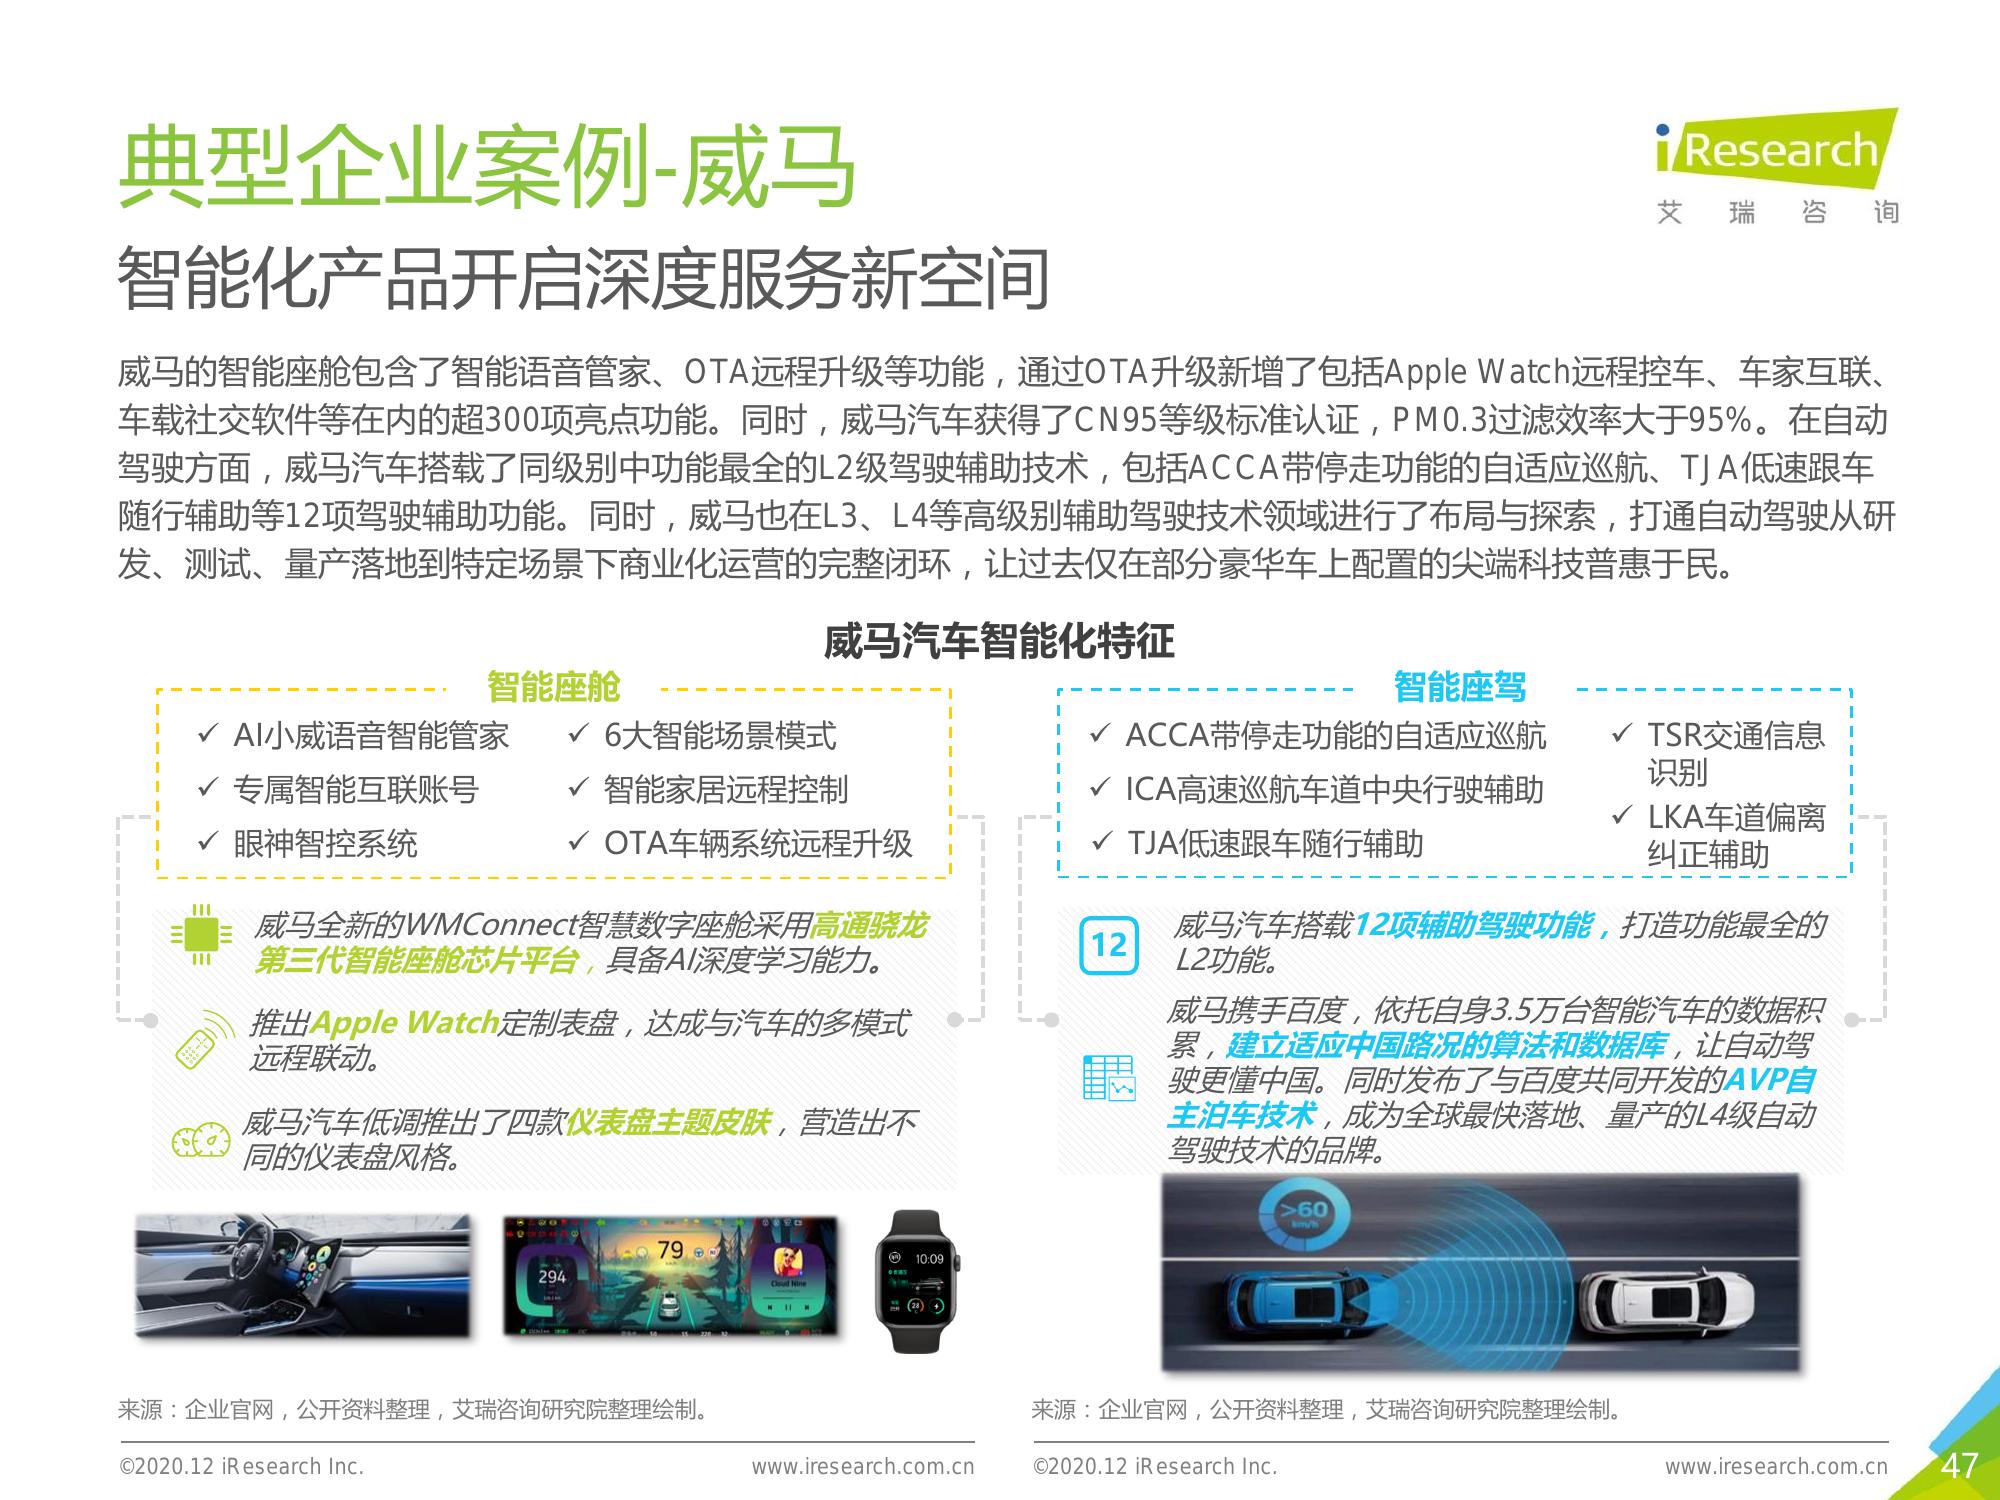 典型企业案例-威马
iResearch
艾瑞咨询
智能化产品开启深度服务新空间
威马的智能座舱包含了智能语音管家、OTA远程升级等功能，通过OTA升级新增了包括Apple Watch远程控车、车家互联、
车载社交软件等在内的超300项亮点功能。同时，威马汽车获得了CN95等级标准认证，PM0.3过滤效率大于95%。在自动
驾驶方面，威马汽车搭载了同级别中功能最全的L2级驾驶辅助技术，包括ACCA带停走功能的自适应巡航、TJA低速跟车
随行辅助等12项驾驶辅助功能。同时，威马也在L3、L4等高级别辅助驾驶技术领域进行了布局与探索，打通自动驾驶从研
发、测试、量产落地到特定场景下商业化运营的完整闭环，让过去仅在部分豪华车上配置的尖端科技普惠于民。
威马汽车智能化特征
智能座舱
✓ AI小威语音智能管家
✓ 专属智能互联账号
✓ 眼神智控系统
✓ 6大智能场景模式
✓ 智能家居远程控制
✓ OTA车辆系统远程升级
威马全新的WMConnect智慧数字座舱采用高通骁龙
第三代智能座舱芯片平台，具备AI深度学习能力。
推出Apple Watch定制表盘，达成与汽车的多模式
远程联动。
威马汽车低调推出了四款仪表盘主题皮肤，营造出不
同的仪表盘风格。
294
79
Cloud Nine
10:09
28
智能座驾
✓ ACCA带停走功能的自适应巡航
✓ ICA高速巡航车道中央行驶辅助
✓ TJA低速跟车随行辅助
✓ TSR交通信息
识别
✓ LKA车道偏离
纠正辅助
12
威马汽车搭载12项辅助驾驶功能，打造功能最全的
L2功能。
威马携手百度，依托自身3.5万台智能汽车的数据积
累，建立适应中国路况的算法和数据库，让自动驾
驶更懂中国。同时发布了与百度共同开发的AVP自
主泊车技术，成为全球最快落地、量产的L4级自动
驾驶技术的品牌。
>60
km/h
来源：企业官网，公开资料整理，艾瑞咨询研究院整理绘制。
来源：企业官网，公开资料整理，艾瑞咨询研究院整理绘制。
©2020.12 iResearch Inc.
www.iresearch.com.cn
©2020.12 iResearch Inc.
www.iresearch.com.cn
47